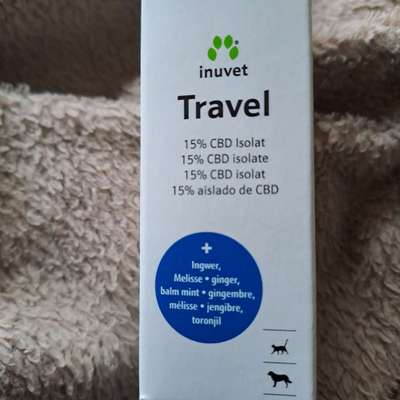 inuvet
Travel
15% CBD Isolat
15% CBD isolate
15% CBD isolat
15% aislado de CBD
+
Ingwer,
Melisse • ginger,
balm mint • gingembre,
mélisse • jengibre,
toronjil